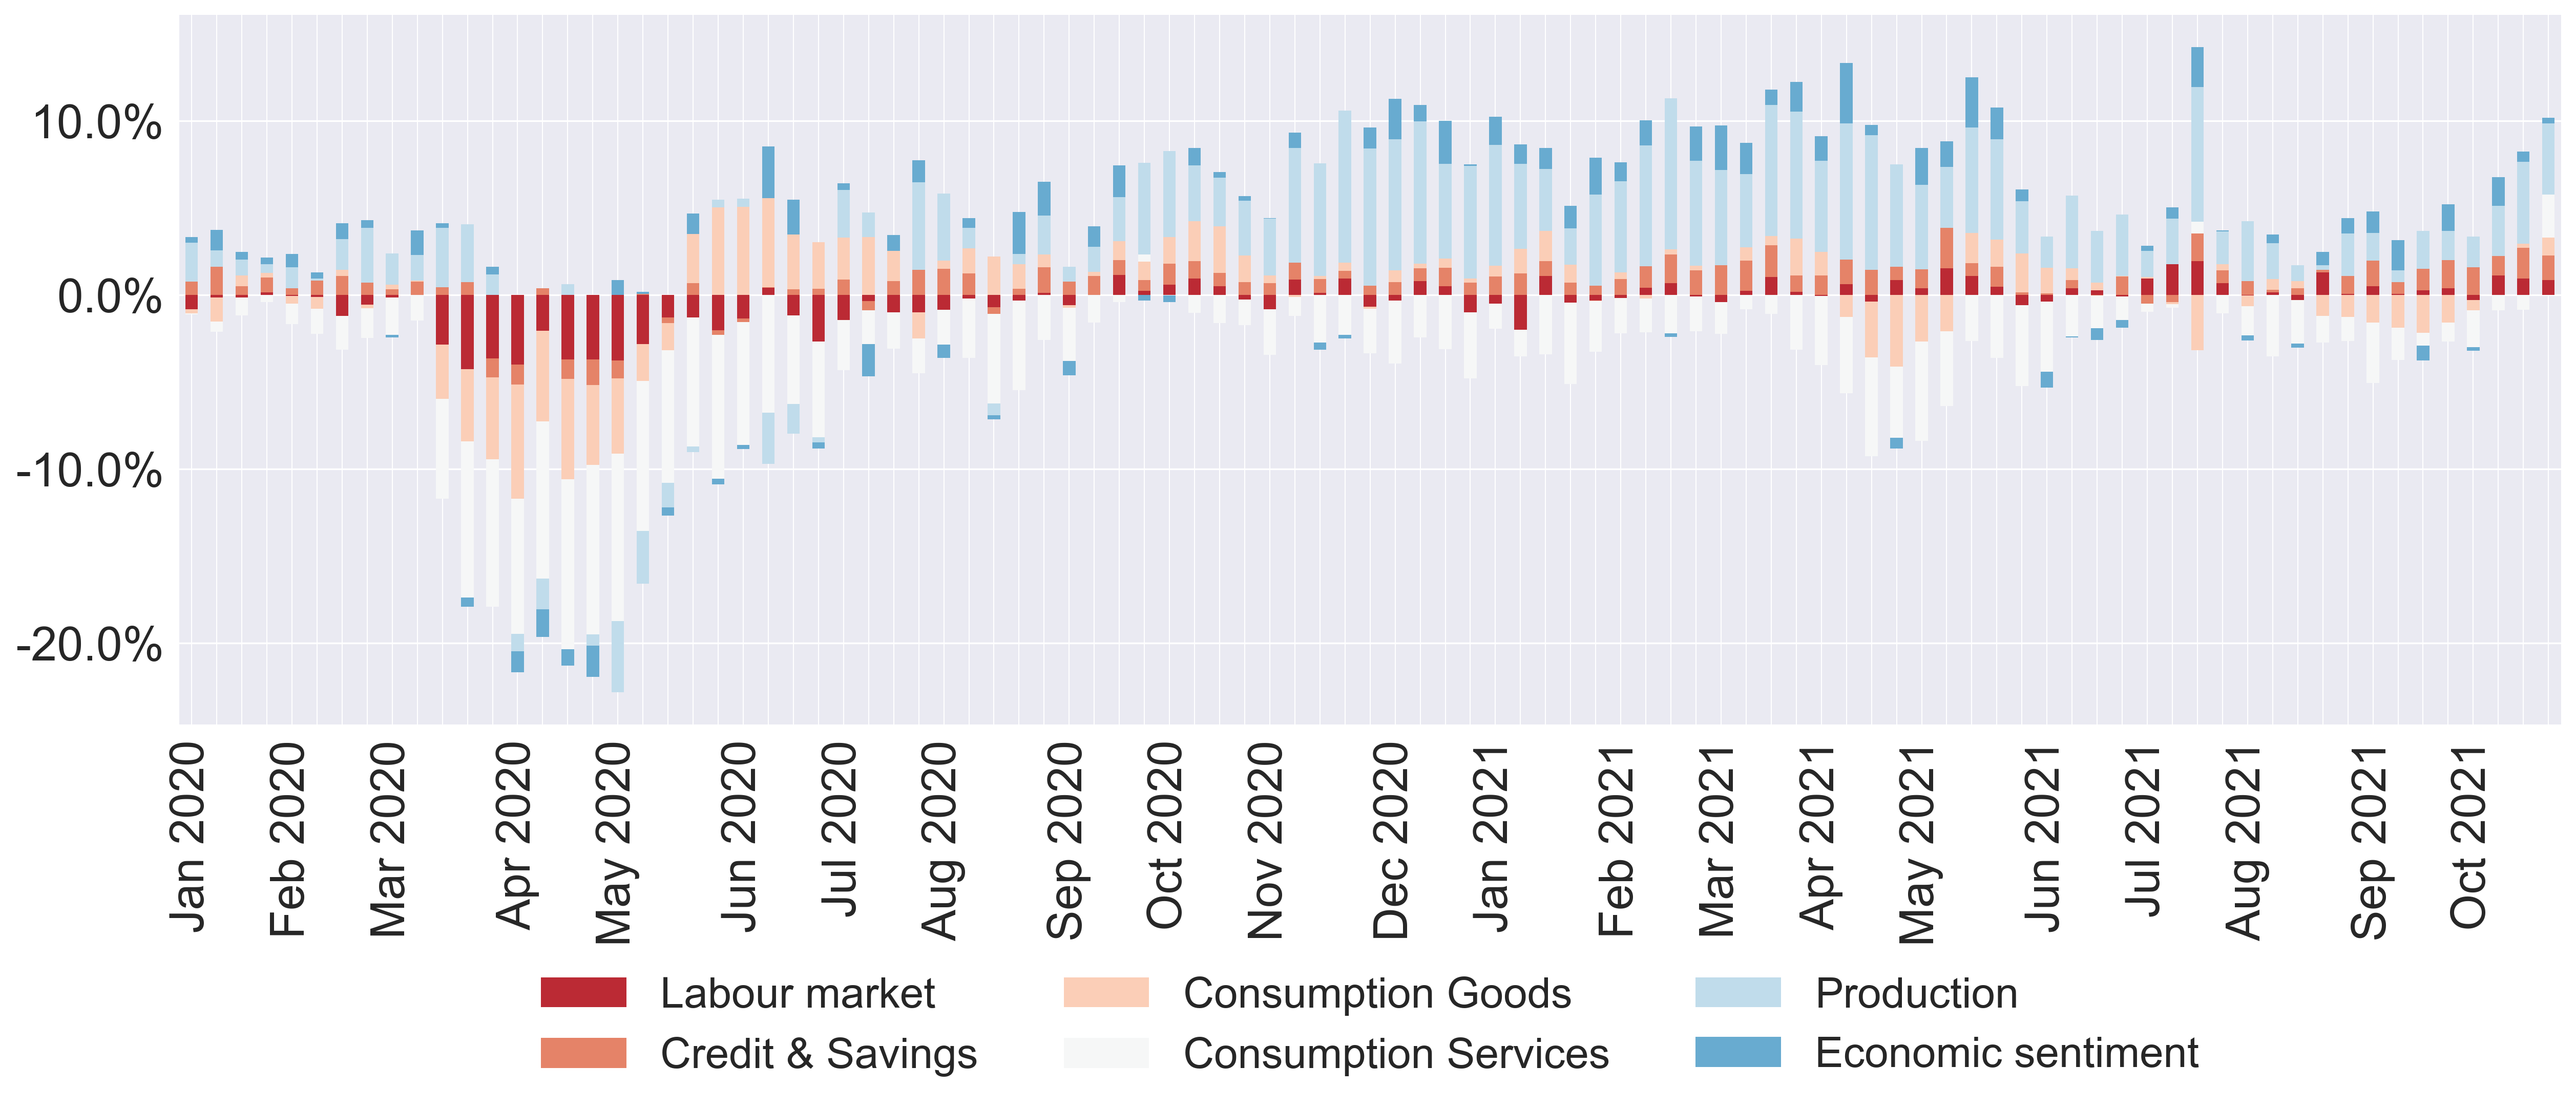 10.0%
0.0%
-10.0%
-20.0%
Jan 2020
Feb 2020
Mar 2020
Apr 2020
May 2020
Jun 2020
Jul 2020
Aug 2020
Sep 2020
Oct 2020
Nov 2020
Dec 2020
Jan 2021
Feb 2021
Mar 2021
Apr 2021
May 2021
Jun 2021
Jul 2021
Aug 2021
Sep 2021
Oct 2021
Labour market
Consumption Goods
Production
Credit & Savings
Consumption Services
Economic sentiment